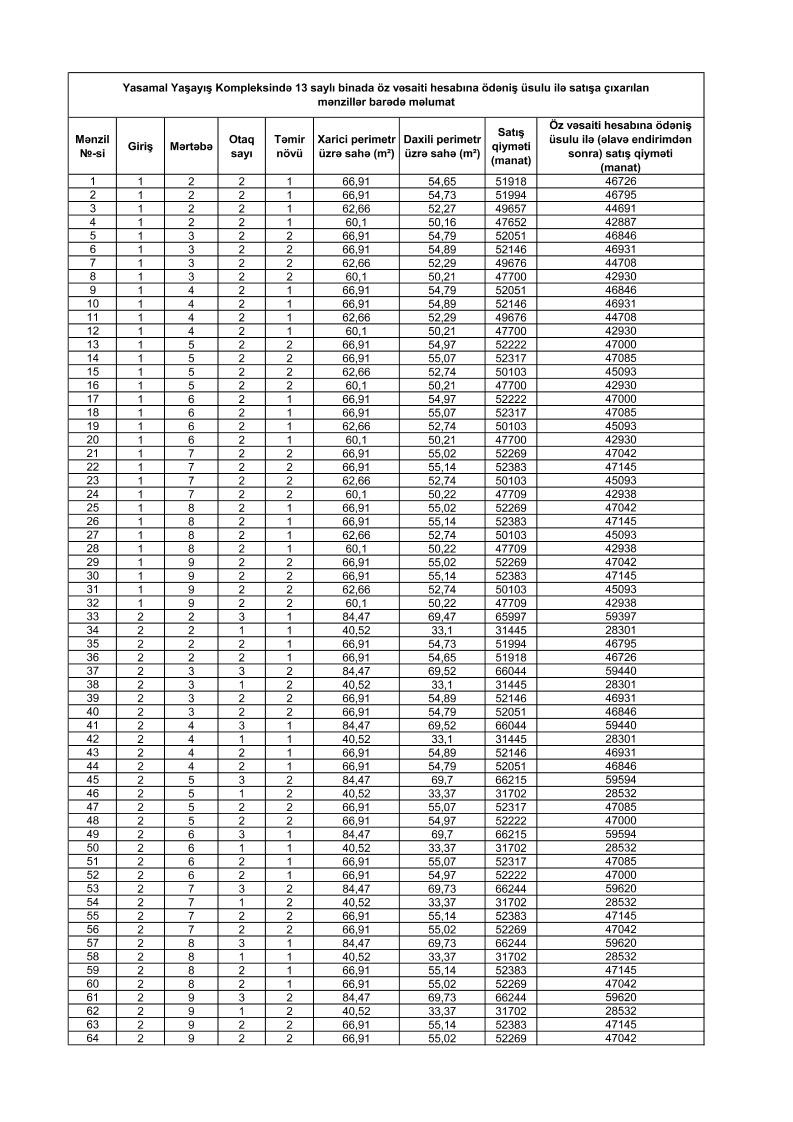 Yasamal Yaşayış Kompleksində 13 saylı binada öz vəsaiti hesabına ödəniş üsulu ilə satışa çıxarılan
mənzillər barədə məlumat
Mənzil №-si Giriş Mərtəbə Otaq sayı Təmir növü Xarici perimetr üzrə sahə (m²) Daxili perimetr üzrə sahə (m²) Satış qiyməti (manat) Öz vəsaiti hesabına ödəniş üsulu ilə (əlavə endirimdən sonra) satış qiyməti (manat)
1 1 2 2 1 66,91 54,65 51918 46726
2 1 2 2 1 66,91 54,73 51994 46795
3 1 2 2 1 62,66 52,27 49657 44691
4 1 2 2 1 60,1 50,16 47652 42887
5 1 3 2 2 66,91 54,79 52051 46846
6 1 3 2 2 66,91 54,89 52146 46931
7 1 3 2 2 62,66 52,29 49676 44708
8 1 3 2 2 60,1 50,21 47700 42930
9 1 4 2 1 66,91 54,79 52051 46846
10 1 4 2 1 66,91 54,89 52146 46931
11 1 4 2 1 62,66 52,29 49676 44708
12 1 4 2 1 60,1 50,21 47700 42930
13 1 5 2 2 66,91 54,97 52222 47000
14 1 5 2 2 66,91 55,07 52317 47085
15 1 5 2 2 62,66 52,74 50103 45093
16 1 5 2 2 60,1 50,21 47700 42930
17 1 6 2 1 66,91 54,97 52222 47000
18 1 6 2 1 66,91 55,07 52317 47085
19 1 6 2 1 62,66 52,74 50103 45093
20 1 6 2 1 60,1 50,21 47700 42930
21 1 7 2 2 66,91 55,02 52269 47042
22 1 7 2 2 66,91 55,14 52383 47145
23 1 7 2 2 62,66 52,74 50103 45093
24 1 7 2 2 60,1 50,22 47709 42938
25 1 8 2 1 66,91 55,02 52269 47042
26 1 8 2 1 66,91 55,14 52383 47145
27 1 8 2 1 62,66 52,74 50103 45093
28 1 8 2 1 60,1 50,22 47709 42938
29 1 9 2 2 66,91 55,02 52269 47042
30 1 9 2 2 66,91 55,14 52383 47145
31 1 9 2 2 62,66 52,74 50103 45093
32 1 9 2 2 60,1 50,22 47709 42938
33 2 2 3 1 84,47 69,47 65997 59397
34 2 2 1 1 40,52 33,1 31445 28301
35 2 2 2 1 66,91 54,73 51994 46795
36 2 2 2 1 66,91 54,65 51918 46726
37 2 3 3 2 84,47 69,52 66044 59440
38 2 3 1 2 40,52 33,1 31445 28301
39 2 3 2 2 66,91 54,89 52146 46931
40 2 3 2 2 66,91 54,79 52051 46846
41 2 4 3 1 84,47 69,52 66044 59440
42 2 4 1 1 40,52 33,1 31445 28301
43 2 4 2 1 66,91 54,89 52146 46931
44 2 4 2 1 66,91 54,79 52051 46846
45 2 5 3 2 84,47 69,7 66215 59594
46 2 5 1 2 40,52 33,37 31702 28532
47 2 5 2 2 66,91 55,07 52317 47085
48 2 5 2 2 66,91 54,97 52222 47000
49 2 6 3 1 84,47 69,7 66215 59594
50 2 6 1 1 40,52 33,37 31702 28532
51 2 6 2 1 66,91 55,07 52317 47085
52 2 6 2 1 66,91 54,97 52222 47000
53 2 7 3 2 84,47 69,73 66244 59620
54 2 7 1 2 40,52 33,37 31702 28532
55 2 7 2 2 66,91 55,14 52383 47145
56 2 7 2 2 66,91 55,02 52269 47042
57 2 8 3 1 84,47 69,73 66244 59620
58 2 8 1 1 40,52 33,37 31702 28532
59 2 8 2 1 66,91 55,14 52383 47145
60 2 8 2 1 66,91 55,02 52269 47042
61 2 9 3 2 84,47 69,73 66244 59620
62 2 9 1 2 40,52 33,37 31702 28532
63 2 9 2 2 66,91 55,14 52383 47145
64 2 9 2 2 66,91 55,02 52269 47042